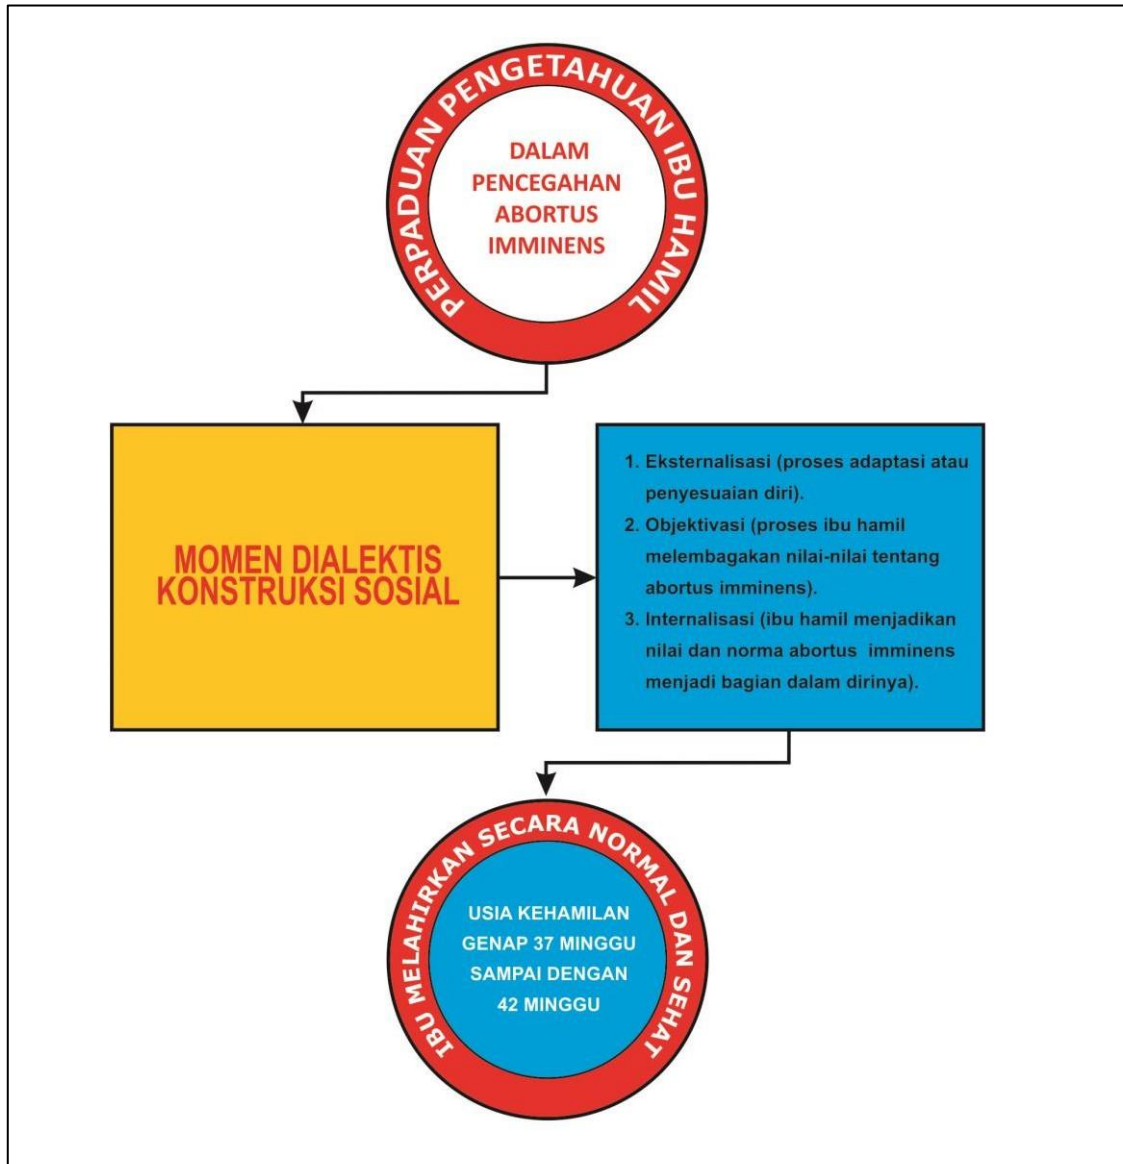 PERPADUAN PENGETAHUAN IBU HAMIL
DALAM
PENCEGAHAN
ABORTUS
IMMINENS
MOMEN DIALEKTIS
KONSTRUKSI SOSIAL
1. Eksternalisasi (proses adaptasi atau
penyesuaian diri).
2. Objektivasi (proses ibu hamil
melembagakan nilai-nilai tentang
abortus imminens).
3. Internalisasi (ibu hamil menjadikan
nilai dan norma abortus imminens
menjadi bagian dalam dirinya).
IBU MELAHIRKAN SECARA NORMAL DAN SEHAT
USIA KEHAMILAN
GENAP 37 MINGGU
SAMPAI DENGAN
42 MINGGU